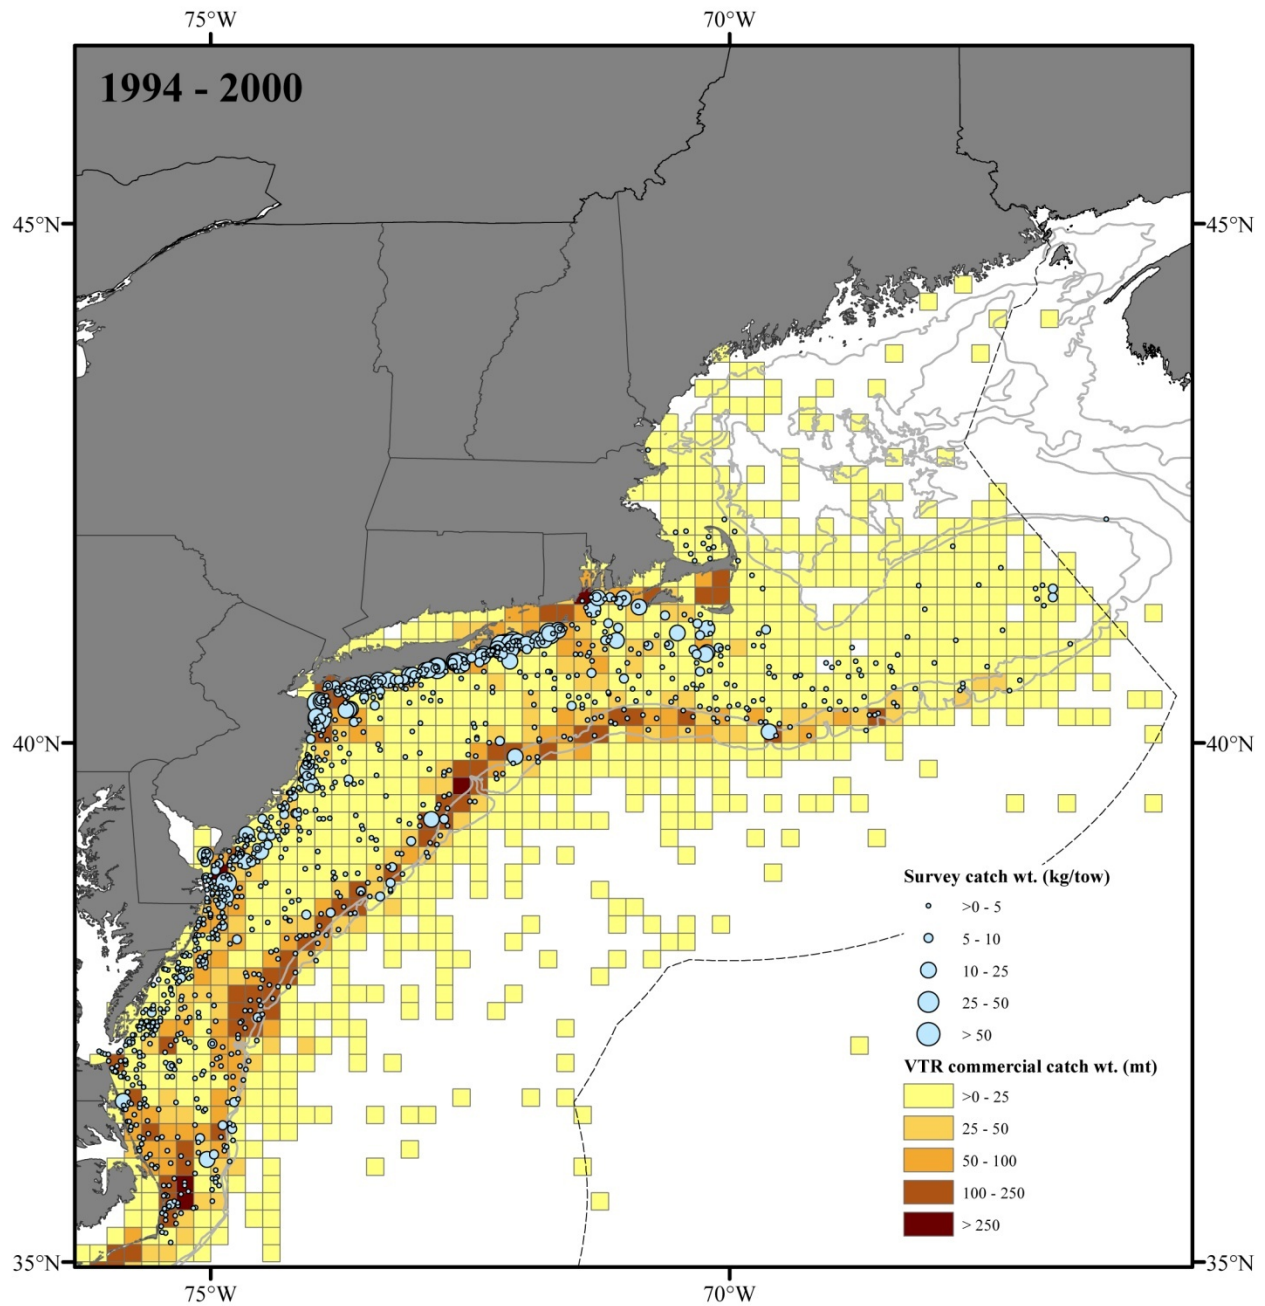 75°W 70°W
1994 - 2000
45°N 45°N
40°N 40°N
Survey catch wt. (kg/tow)
>0 - 5
5 - 10
10 - 25
25 - 50
> 50
VTR commercial catch wt. (mt)
>0 - 25
25 - 50
50 - 100
100 - 250
> 250
35°N 35°N
75°W 70°W